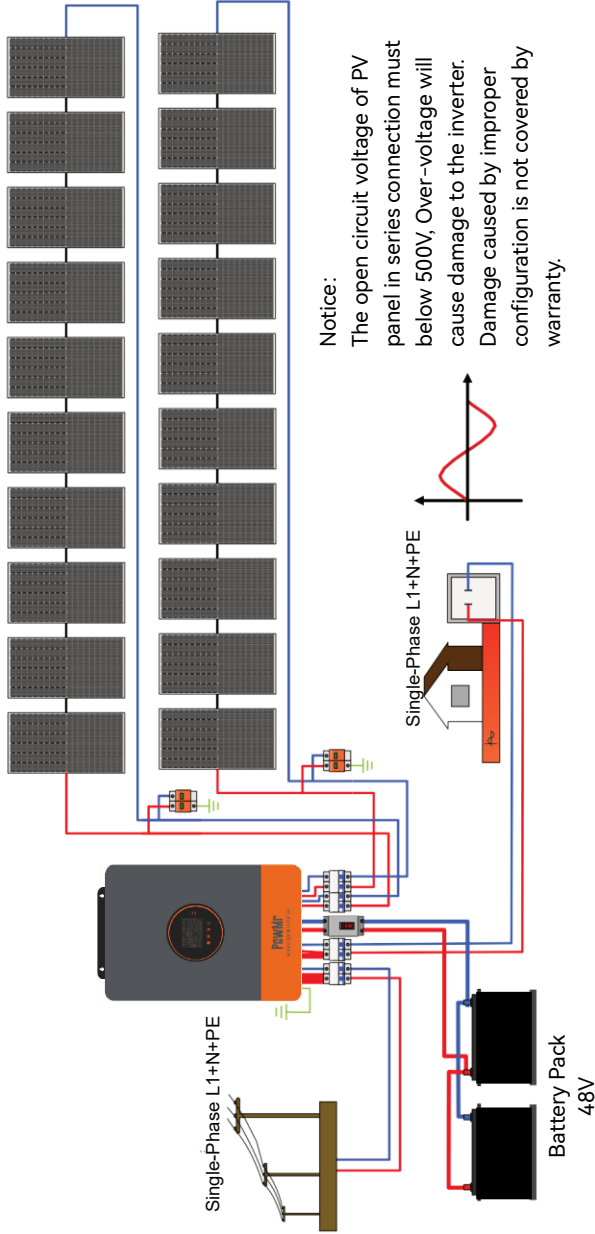 Notice:
The open circuit voltage of PV
panel in series connection must
below 500V, Over-voltage will
cause damage to the inverter.
Damage caused by improper
configuration is not covered by
warranty.
Single-Phase L1+N+PE
PowMr
Single-Phase L1+N+PE
Battery Pack
48V